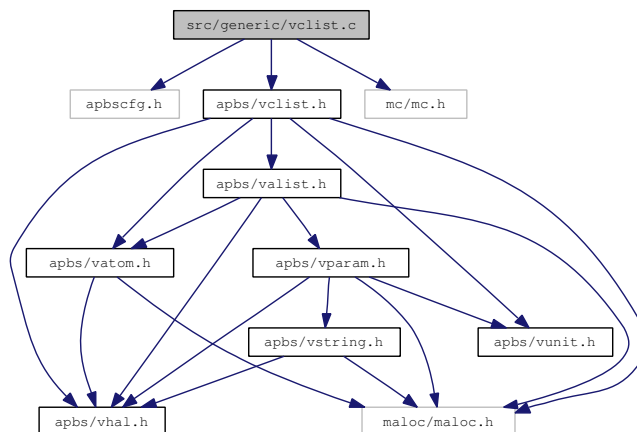 src/generic/vclist.c
apbscfg.h
apbs/vclist.h
mc/mc.h
apbs/valist.h
apbs/vatom.h
apbs/vparam.h
apbs/vstring.h
apbs/vunit.h
apbs/vhal.h
maloc/maloc.h